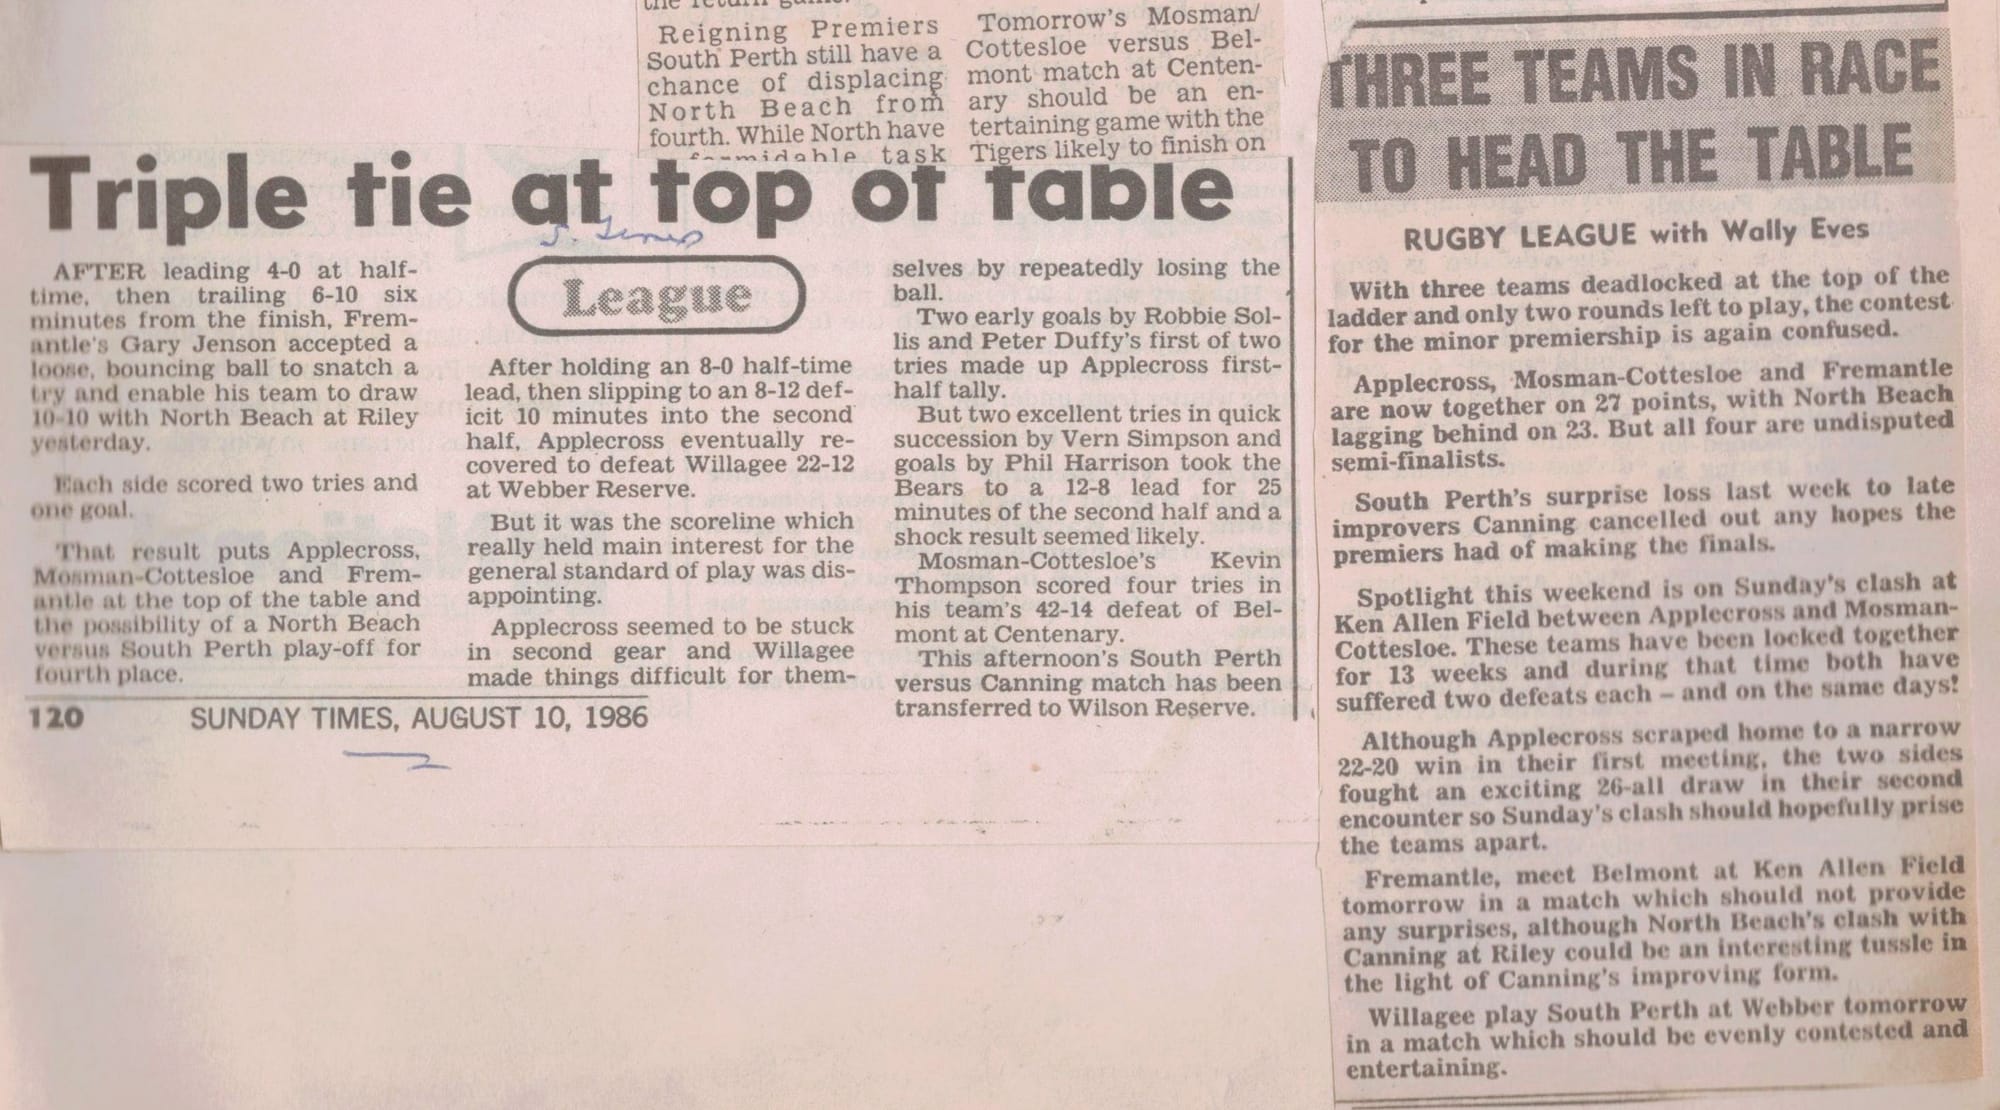 Reigning Premiers
South Perth still have a
chance of displacing
North Beach from
fourth. While North have
task
Tomorrow's Mosman/
Cottesloe versus Bel-
mont match at Centen-
ary should be an en-
tertaining game with the
Tigers likely to finish on
Triple tie at top of table
AFTER leading 4-0 at half-
time, then trailing 6-10 six
minutes from the finish, Frem-
antle's Gary Jenson accepted a
loose, bouncing ball to snatch a
try and enable his team to draw
10-10 with North Beach at Riley
yesterday.
Each side scored two tries and
one goal.
That result puts Applecross,
Mosman-Cottesloe and Frem-
antle at the top of the table and
the possibility of a North Beach
versus South Perth play-off for
fourth place.
League
After holding an 8-0 half-time
lead, then slipping to an 8-12 def-
icit 10 minutes into the second
half, Applecross eventually re-
covered to defeat Willagee 22-12
at Webber Reserve.
But it was the scoreline which
really held main interest for the
general standard of play was dis-
appointing.
Applecross seemed to be stuck
in second gear and Willagee
made things difficult for them-
selves by repeatedly losing the
ball.
Two early goals by Robbie Sol-
lis and Peter Duffy's first of two
tries made up Applecross first-
half tally.
But two excellent tries in quick
succession by Vern Simpson and
goals by Phil Harrison took the
Bears to a 12-8 lead for 25
minutes of the second half and a
shock result seemed likely.
Mosman-Cottesloe's Kevin
Thompson scored four tries in
his team's 42-14 defeat of Bel-
mont at Centenary.
This afternoon's South Perth
versus Canning match has been
transferred to Wilson Reserve.
120 SUNDAY TIMES, AUGUST 10, 1986
THREE TEAMS IN RACE
TO HEAD THE TABLE
RUGBY LEAGUE with Wally Eves
With three teams deadlocked at the top of the
ladder and only two rounds left to play, the contest
for the minor premiership is again confused.
Applecross, Mosman-Cottesloe and Fremantle
are now together on 27 points, with North Beach
lagging behind on 23. But all four are undisputed
semi-finalists.
South Perth's surprise loss last week to late
improvers Canning cancelled out any hopes the
premiers had of making the finals.
Spotlight this weekend is on Sunday's clash at
Ken Allen Field between Applecross and Mosman-
Cottesloe. These teams have been locked together
for 13 weeks and during that time both have
suffered two defeats each – and on the same days!
Although Applecross scraped home to a narrow
22-20 win in their first meeting, the two sides
fought an exciting 26-all draw in their second
encounter so Sunday's clash should hopefully prise
the teams apart.
Fremantle, meet Belmont at Ken Allen Field
tomorrow in a match which should not provide
any surprises, although North Beach's clash with
Canning at Riley could be an interesting tussle in
the light of Canning's improving form.
Willagee play South Perth at Webber tomorrow
in a match which should be evenly contested and
entertaining.